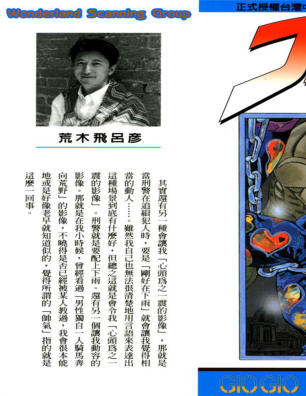 Wonderland Scanning Group
荒木飛呂彥
其實還有另一種會讓我「心頭為之一震的影像」，那就是
當刑警在追緝犯人時，要是「剛好在下雨」就會讓我覺得相
當的動人……。雖然我自己也無法很清楚地用言語來表達出
這種場景到底有什麼好，但總之這就是會令我「心頭為之一
震的影像」。刑警就是要配上下雨。還有另一個讓我動容的
影像。那就是在我小時候，曾經看過「男性獨自一人騎馬奔
向荒野」的影像，不曉得是否已經被某人教過，我會很本能
地或是好像老早就知道似的，覺得所謂的「帥氣」指的就是
這麼一回事。
正式授權台灣中
GIO GIO